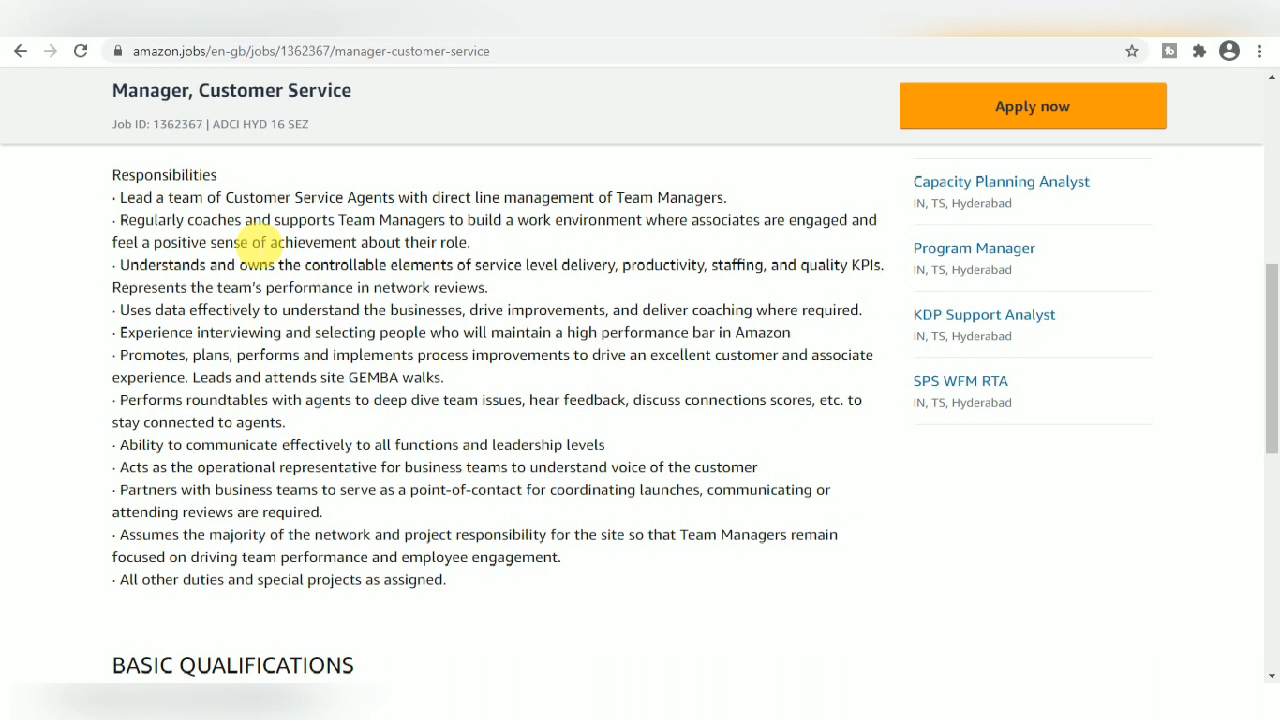 amazon.jobs/en-gb/jobs/1362367/manager-customer-service
Manager, Customer Service
Job ID: 1362367 | ADCI HYD 16 SEZ
Apply now
Responsibilities
· Lead a team of Customer Service Agents with direct line management of Team Managers.
· Regularly coaches and supports Team Managers to build a work environment where associates are engaged and
feel a positive sense of achievement about their role.
· Understands and owns the controllable elements of service level delivery, productivity, staffing, and quality KPIs.
Represents the team's performance in network reviews.
· Uses data effectively to understand the businesses, drive improvements, and deliver coaching where required.
· Experience interviewing and selecting people who will maintain a high performance bar in Amazon
· Promotes, plans, performs and implements process improvements to drive an excellent customer and associate
experience. Leads and attends site GEMBA walks.
· Performs roundtables with agents to deep dive team issues, hear feedback, discuss connections scores, etc. to
stay connected to agents.
· Ability to communicate effectively to all functions and leadership levels
· Acts as the operational representative for business teams to understand voice of the customer
· Partners with business teams to serve as a point-of-contact for coordinating launches, communicating or
attending reviews are required.
· Assumes the majority of the network and project responsibility for the site so that Team Managers remain
focused on driving team performance and employee engagement.
· All other duties and special projects as assigned.
BASIC QUALIFICATIONS
Capacity Planning Analyst
IN, TS, Hyderabad
Program Manager
IN, TS, Hyderabad
KDP Support Analyst
IN, TS, Hyderabad
SPS WFM RTA
IN, TS, Hyderabad